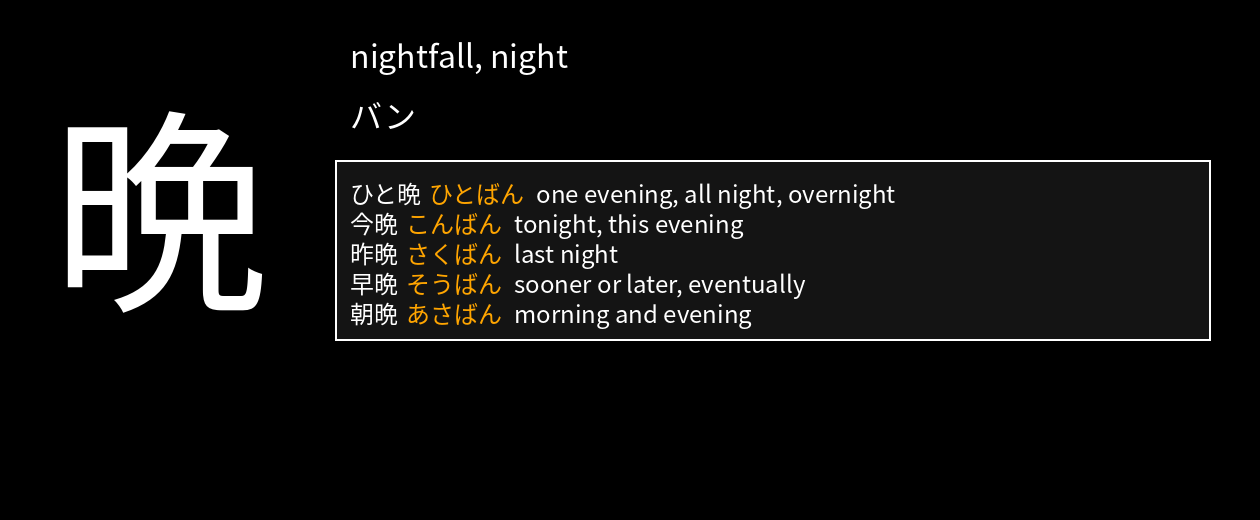 晩
nightfall, night
バン
ひと晩 ひとばん one evening, all night, overnight
今晩 こんばん tonight, this evening
昨晩 さくばん last night
早晩 そうばん sooner or later, eventually
朝晩 あさばん morning and evening